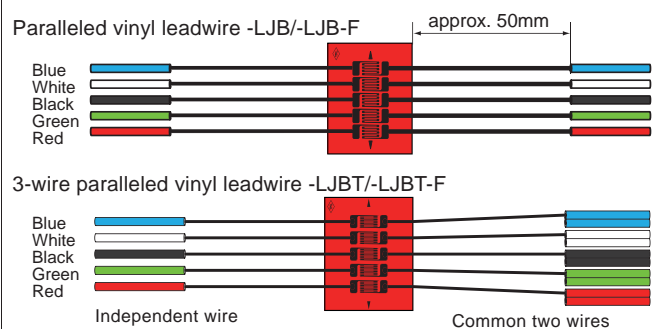 Paralleled vinyl leadwire -LJB/-LJB-F
approx. 50mm
Blue
White
Black
Green
Red
3-wire paralleled vinyl leadwire -LJBT/-LJBT-F
Blue
White
Black
Green
Red
Independent wire
Common two wires